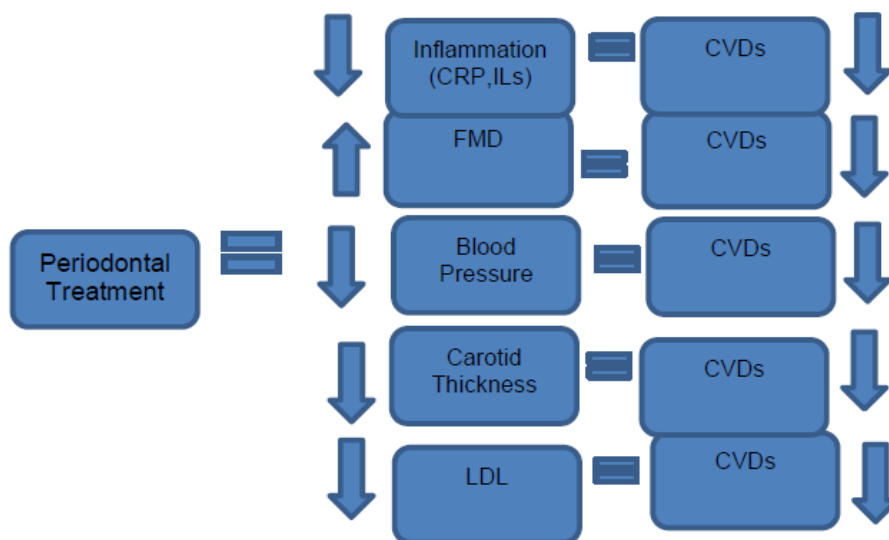 Inflammation
(CRP,ILs)
CVDs
FMD
CVDs
Periodontal
Treatment
Blood
Pressure
CVDs
Carotid
Thickness
CVDs
LDL
CVDs